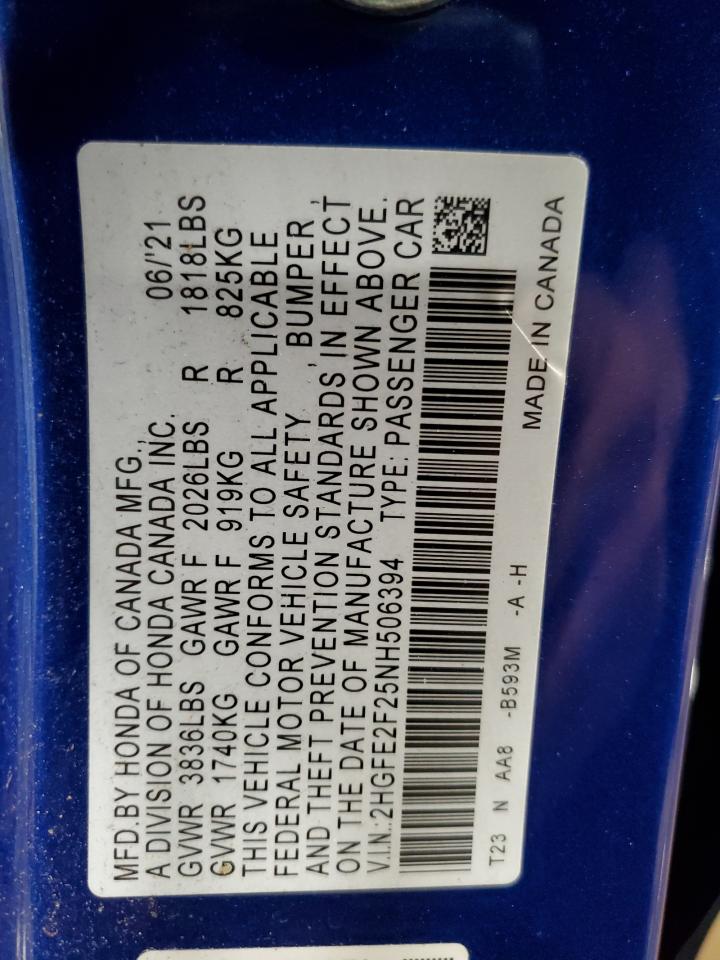 MFD.BY HONDA OF CANADA MFG., 06/'21
A DIVISION OF HONDA CANADA INC.
GVWR 3836LBS GAWR F 2026LBS R 1818LBS
GVWR 1740KG GAWR F 919KG R 825KG
THIS VEHICLE CONFORMS TO ALL APPLICABLE
FEDERAL MOTOR VEHICLE SAFETY , BUMPER ,
AND THEFT PREVENTION STANDARDS IN EFFECT
ON THE DATE OF MANUFACTURE SHOWN ABOVE.
V.I.N.:2HGFE2F25NH506394 TYPE: PASSENGER CAR
T23 N AA8 -B593M -A -H
MADE IN CANADA